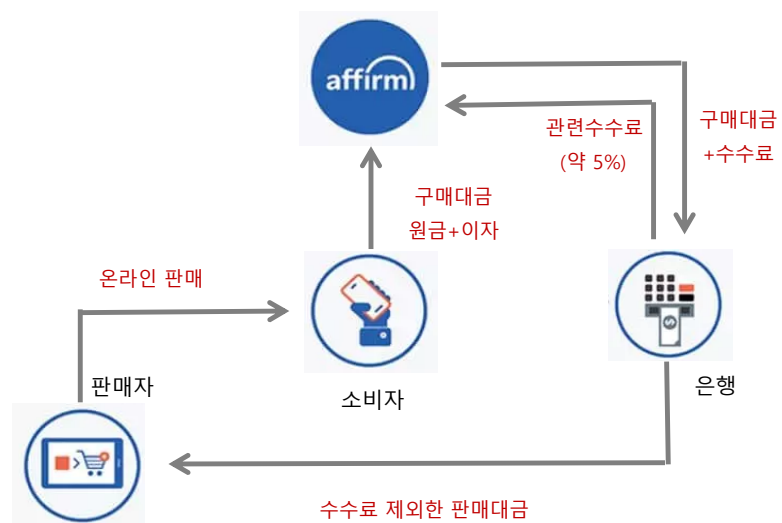 affirm
관련수수료
(약 5%)
구매대금
+수수료
구매대금
원금+이자
온라인 판매
판매자
소비자
은행
수수료 제외한 판매대금